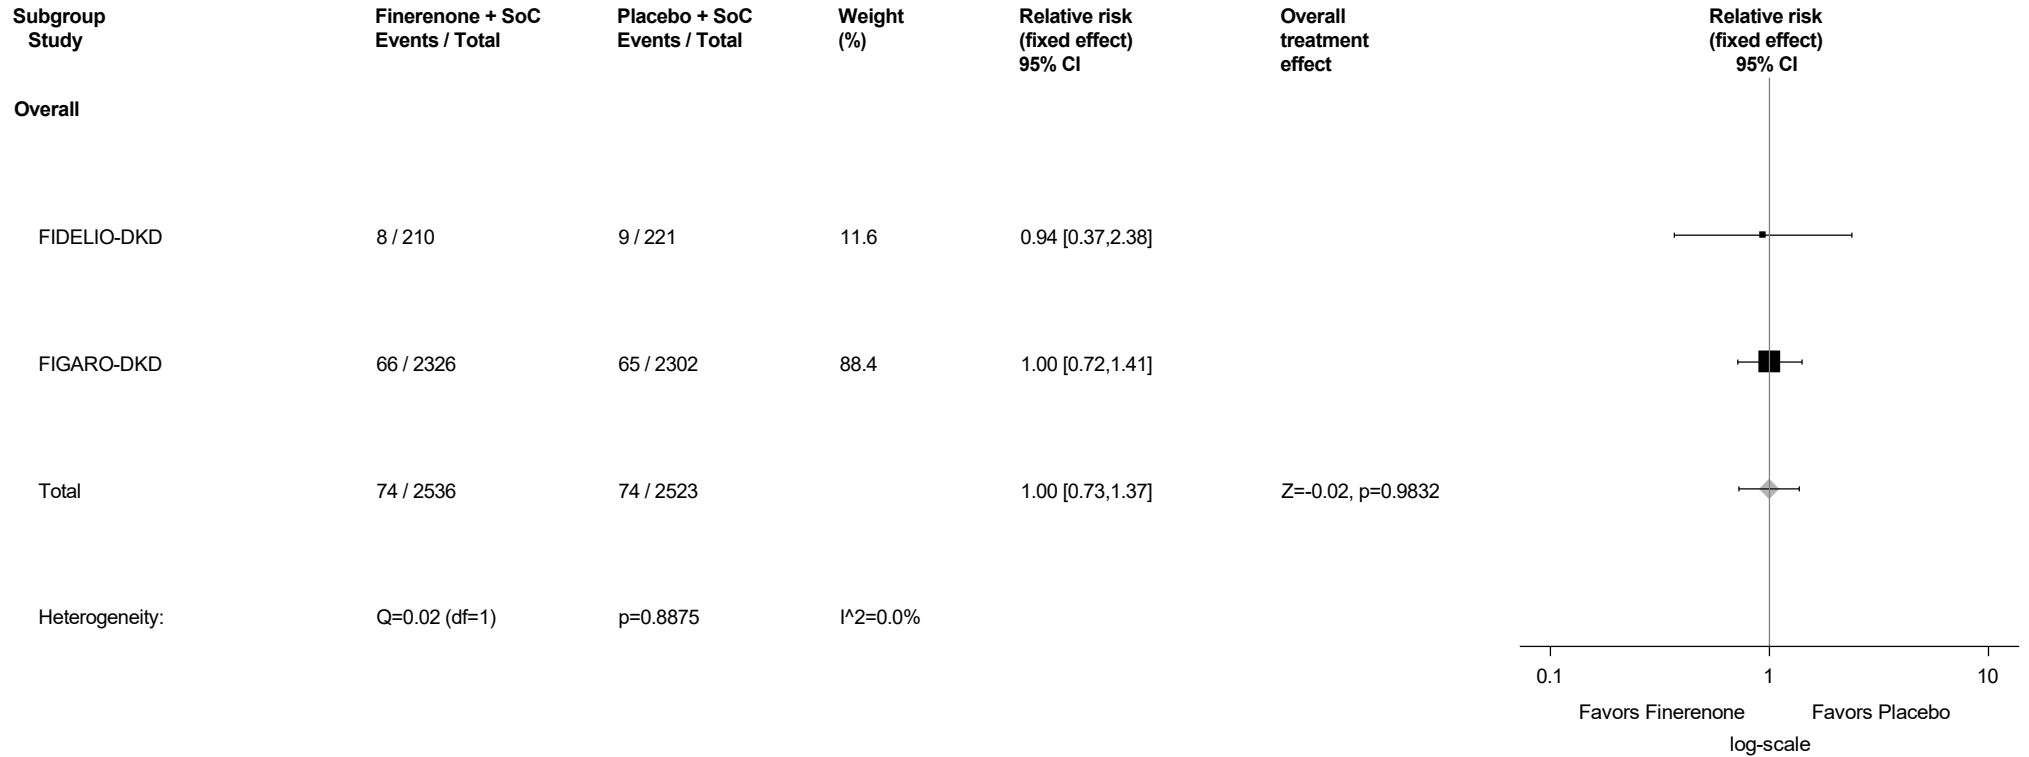 Subgroup Finerenone + SoC Placebo + SoC Weight Relative risk Overall Relative risk
Study Events / Total Events / Total (%) (fixed effect) treatment (fixed effect)
95% CI effect 95% CI
Overall
FIDELIO-DKD 8 / 210 9 / 221 11.6 0.94 [0.37,2.38]
FIGARO-DKD 66 / 2326 65 / 2302 88.4 1.00 [0.72,1.41]
Total 74 / 2536 74 / 2523 1.00 [0.73,1.37] Z=-0.02, p=0.9832
Heterogeneity: Q=0.02 (df=1) p=0.8875 I^2=0.0%
0.1 1 10
Favors Finerenone Favors Placebo
log-scale